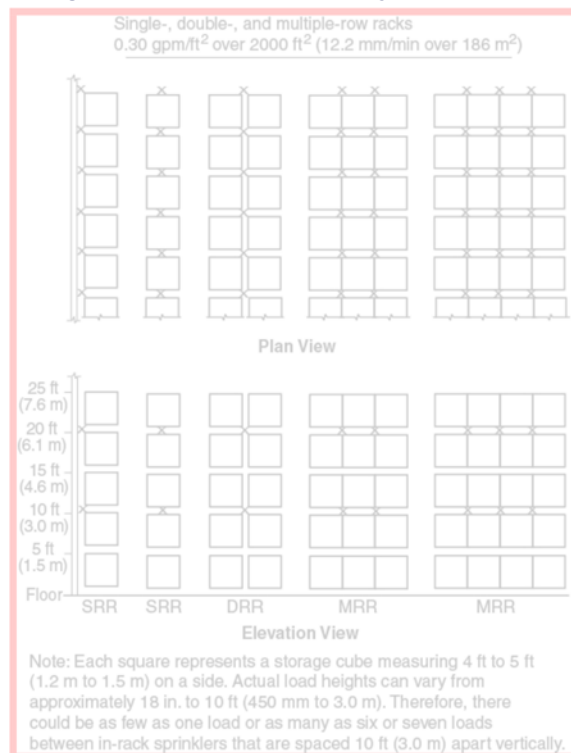 Single-, double-, and multiple-row racks
0.30 gpm/ft² over 2000 ft² (12.2 mm/min over 186 m²)
Plan View
25 ft
(7.6 m)
20 ft
(6.1 m)
15 ft
(4.6 m)
10 ft
(3.0 m)
5 ft
(1.5 m)
Floor
SRR SRR DRR MRR MRR
Elevation View
Note: Each square represents a storage cube measuring 4 ft to 5 ft
(1.2 m to 1.5 m) on a side. Actual load heights can vary from
approximately 18 in. to 10 ft (450 mm to 3.0 m). Therefore, there
could be as few as one load or as many as six or seven loads
between in-rack sprinklers that are spaced 10 ft (3.0 m) apart vertically.